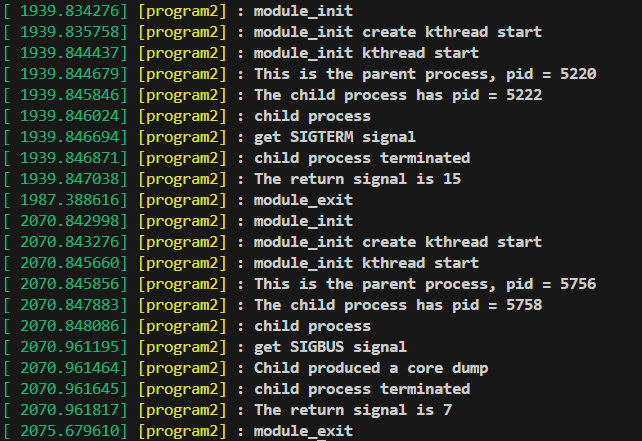 [ 1939.834276] [program2] : module_init
[ 1939.835758] [program2] : module_init create kthread start
[ 1939.844437] [program2] : module_init kthread start
[ 1939.844679] [program2] : This is the parent process, pid = 5220
[ 1939.845846] [program2] : The child process has pid = 5222
[ 1939.846024] [program2] : child process
[ 1939.846694] [program2] : get SIGTERM signal
[ 1939.846871] [program2] : child process terminated
[ 1939.847038] [program2] : The return signal is 15
[ 1987.388616] [program2] : module_exit
[ 2070.842998] [program2] : module_init
[ 2070.843276] [program2] : module_init create kthread start
[ 2070.845660] [program2] : module_init kthread start
[ 2070.845856] [program2] : This is the parent process, pid = 5756
[ 2070.847883] [program2] : The child process has pid = 5758
[ 2070.848086] [program2] : child process
[ 2070.961195] [program2] : get SIGBUS signal
[ 2070.961464] [program2] : Child produced a core dump
[ 2070.961645] [program2] : child process terminated
[ 2070.961817] [program2] : The return signal is 7
[ 2075.679610] [program2] : module_exit